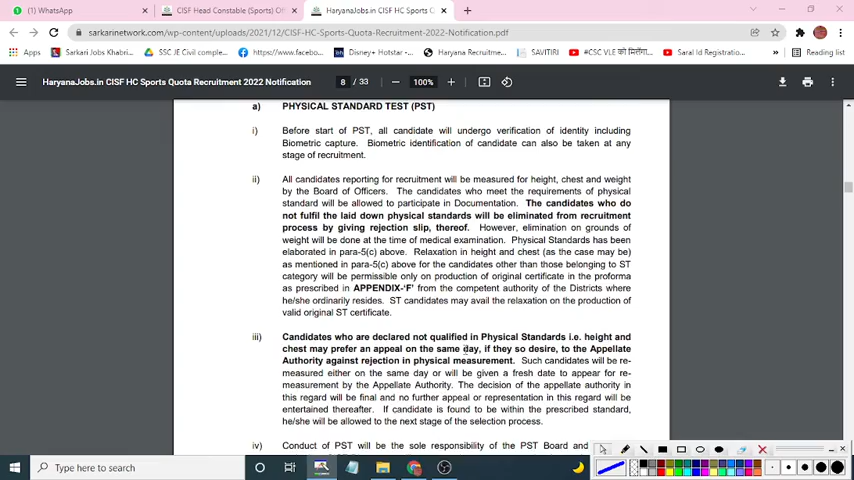 WhatsApp
CISF Head Constable (Sports) Of
HaryanaJobs.in CISF HC Sports Q
sarkarinetwork.com/wp-content/uploads/2021/12/CISF-HC-Sports-Quota-Recruitment-2022-Notification.pdf
Apps
Sarkari Jobs Khabri...
SSC JE Civil comple...
https://www.facebo...
Disney+ Hotstar -...
Haryana Recruitme...
SAVITIRI
#CSC VLE को मिलेगा...
Saral Id Registratio...
Reading list
HaryanaJobs.in CISF HC Sports Quota Recruitment 2022 Notification
8 / 33
100%
a) PHYSICAL STANDARD TEST (PST)
i) Before start of PST, all candidate will undergo verification of identity including
Biometric capture. Biometric identification of candidate can also be taken at any
stage of recruitment.
ii) All candidates reporting for recruitment will be measured for height, chest and weight
by the Board of Officers. The candidates who meet the requirements of physical
standard will be allowed to participate in Documentation. The candidates who do
not fulfil the laid down physical standards will be eliminated from recruitment
process by giving rejection slip, thereof. However, elimination on grounds of
weight will be done at the time of medical examination. Physical Standards has been
elaborated in para-5(c) above. Relaxation in height and chest (as the case may be)
as mentioned in para-5(c) above for the candidates other than those belonging to ST
category will be permissible only on production of original certificate in the proforma
as prescribed in APPENDIX-'F' from the competent authority of the Districts where
he/she ordinarily resides. ST candidates may avail the relaxation on the production of
valid original ST certificate.
iii) Candidates who are declared not qualified in Physical Standards i.e. height and
chest may prefer an appeal on the same day, if they so desire, to the Appellate
Authority against rejection in physical measurement. Such candidates will be re-
measured either on the same day or will be given a fresh date to appear for re-
measurement by the Appellate Authority. The decision of the appellate authority in
this regard will be final and no further appeal or representation in this regard will be
entertained thereafter. If candidate is found to be within the prescribed standard,
he/she will be allowed to the next stage of the selection process.
iv) Conduct of PST will be the sole responsibility of the PST Board and
Type here to search